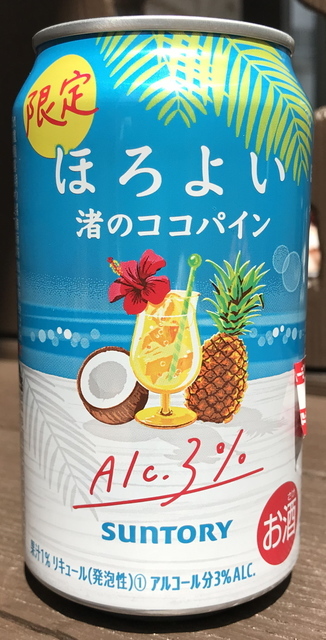 限定
ほろよい
渚のココパイン
Alc.3%
SUNTORY
お酒
果汁1% リキュール(発泡性)① アルコール分3%ALC.